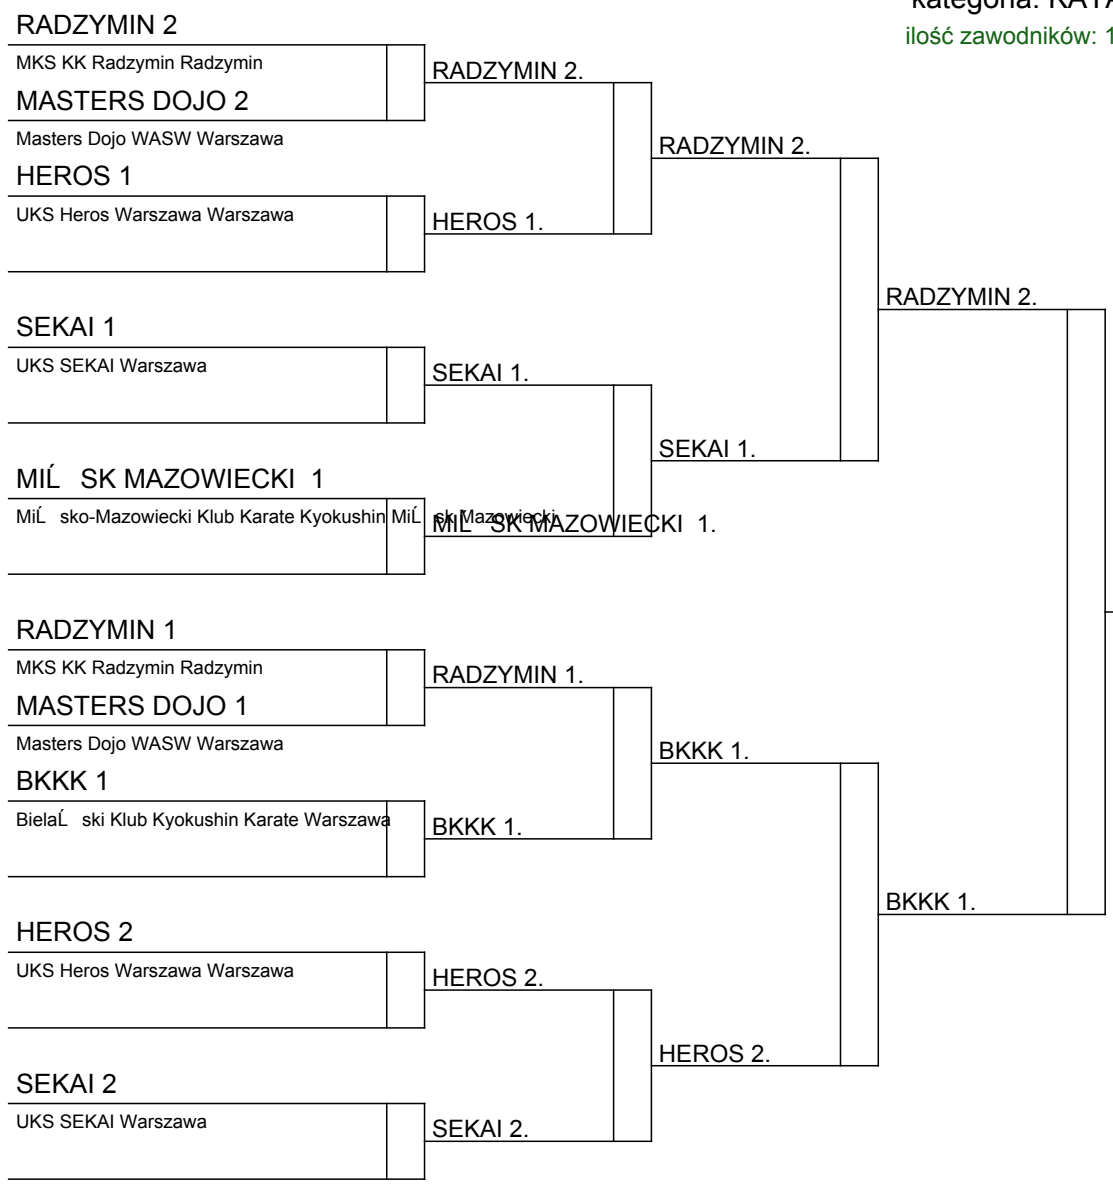 kategoria: KATA
ilość zawodników: 1
RADZYMIN 2
MKS KK Radzymin Radzymin
MASTERS DOJO 2
Masters Dojo WASW Warszawa
HEROS 1
UKS Heros Warszawa Warszawa
SEKAI 1
UKS SEKAI Warszawa
MIĹ SK MAZOWIECKI 1
MiĹ sko-Mazowiecki Klub Karate Kyokushin MiĹ sk Mazowiecki
RADZYMIN 1
MKS KK Radzymin Radzymin
MASTERS DOJO 1
Masters Dojo WASW Warszawa
BKKK 1
BielaĹ ski Klub Kyokushin Karate Warszawa
HEROS 2
UKS Heros Warszawa Warszawa
SEKAI 2
UKS SEKAI Warszawa
RADZYMIN 2.
HEROS 1.
SEKAI 1.
MIĹ SK MAZOWIECKI 1.
RADZYMIN 1.
BKKK 1.
HEROS 2.
SEKAI 2.
RADZYMIN 2.
SEKAI 1.
BKKK 1.
HEROS 2.
RADZYMIN 2.
BKKK 1.